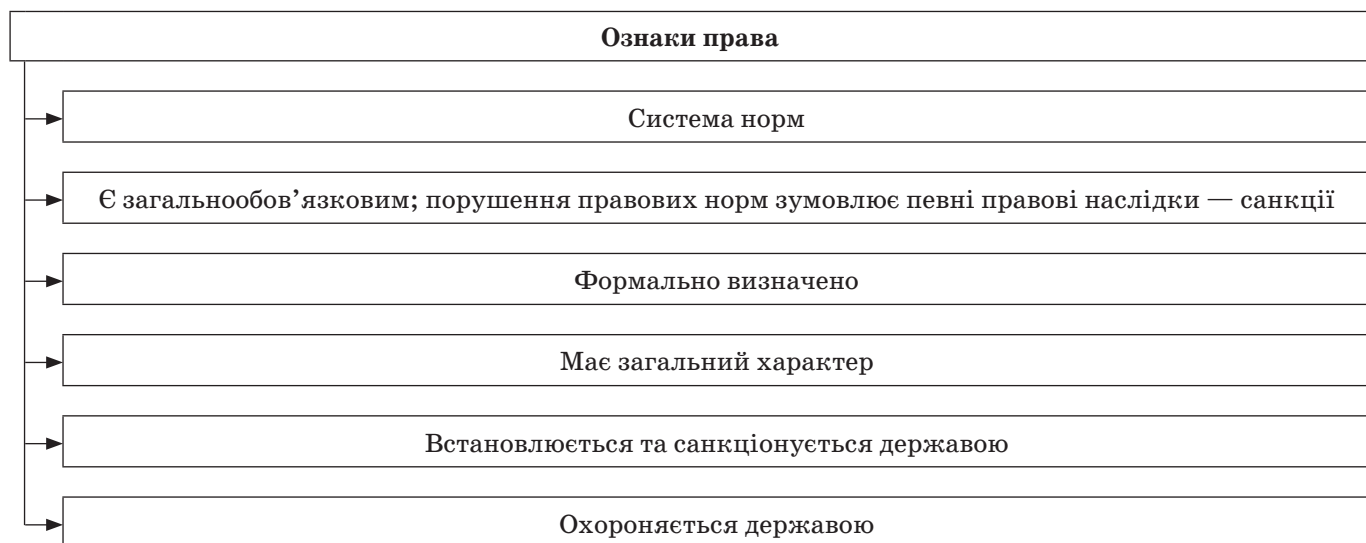 Ознаки права
Система норм
Є загальнообов’язковим; порушення правових норм зумовлює певні правові наслідки — санкції
Формально визначено
Має загальний характер
Встановлюється та санкціонується державою
Охороняється державою